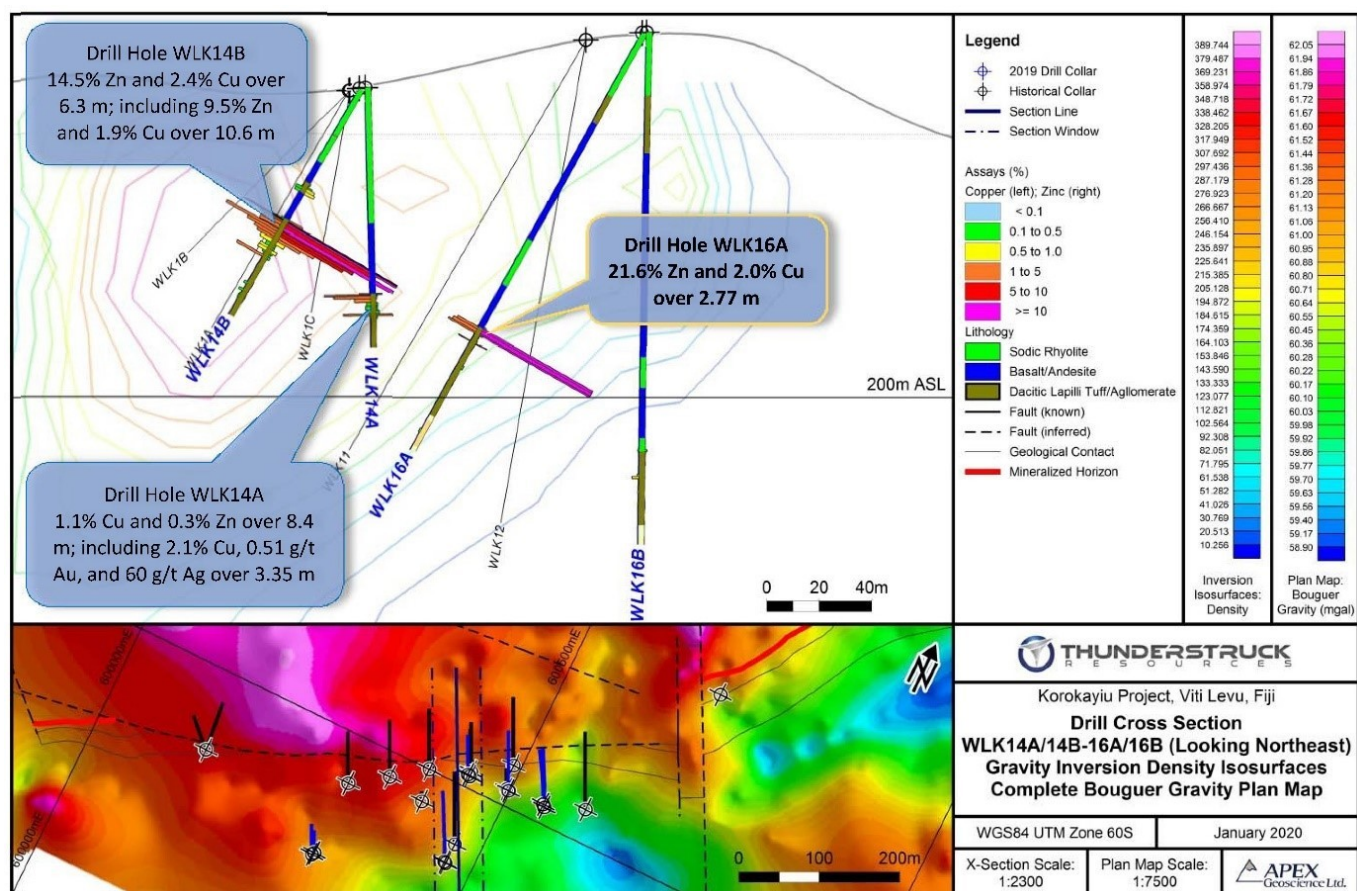 Drill Hole WLK14B
14.5% Zn and 2.4% Cu over
6.3 m; including 9.5% Zn
and 1.9% Cu over 10.6 m
Drill Hole WLK16A
21.6% Zn and 2.0% Cu
over 2.77 m
Drill Hole WLK14A
1.1% Cu and 0.3% Zn over 8.4
m; including 2.1% Cu, 0.51 g/t
Au, and 60 g/t Ag over 3.35 m
WLK1B
WLK1A
WLK14B
WLK1C
WLK14A
WLK11
WLK16A
WLK12
WLK16B
200m ASL
0 20 40m
Legend
2019 Drill Collar
Historical Collar
Section Line
Section Window
Assays (%)
Copper (left); Zinc (right)
< 0.1
0.1 to 0.5
0.5 to 1.0
1 to 5
5 to 10
>= 10
Lithology
Sodic Rhyolite
Basalt/Andesite
Dacitic Lapilli Tuff/Agglomerate
Fault (known)
Fault (inferred)
Geological Contact
Mineralized Horizon
389.744
379.487
369.231
358.974
348.718
338.462
328.205
317.949
307.692
297.436
287.179
276.923
266.667
256.410
246.154
235.897
225.641
215.385
205.128
194.872
184.615
174.359
164.103
153.846
143.590
133.333
123.077
112.821
102.564
92.308
82.051
71.795
61.538
51.282
41.026
30.769
20.513
10.256
Inversion
Isosurfaces:
Density
62.05
61.94
61.86
61.79
61.72
61.67
61.60
61.52
61.44
61.36
61.28
61.20
61.13
61.06
61.00
60.95
60.88
60.80
60.71
60.64
60.55
60.45
60.36
60.28
60.22
60.17
60.10
60.03
59.98
59.92
59.86
59.77
59.70
59.63
59.56
59.40
59.17
58.90
Plan Map:
Bouguer
Gravity (mgal)
600000mE
600600mE
600000mE
N
0 100 200m
THUNDERSTRUCK
RESOURCES
Korokayiu Project, Viti Levu, Fiji
Drill Cross Section
WLK14A/14B-16A/16B (Looking Northeast)
Gravity Inversion Density Isosurfaces
Complete Bouguer Gravity Plan Map
WGS84 UTM Zone 60S
January 2020
X-Section Scale:
1:2300
Plan Map Scale:
1:7500
APEX
Geoscience Ltd.